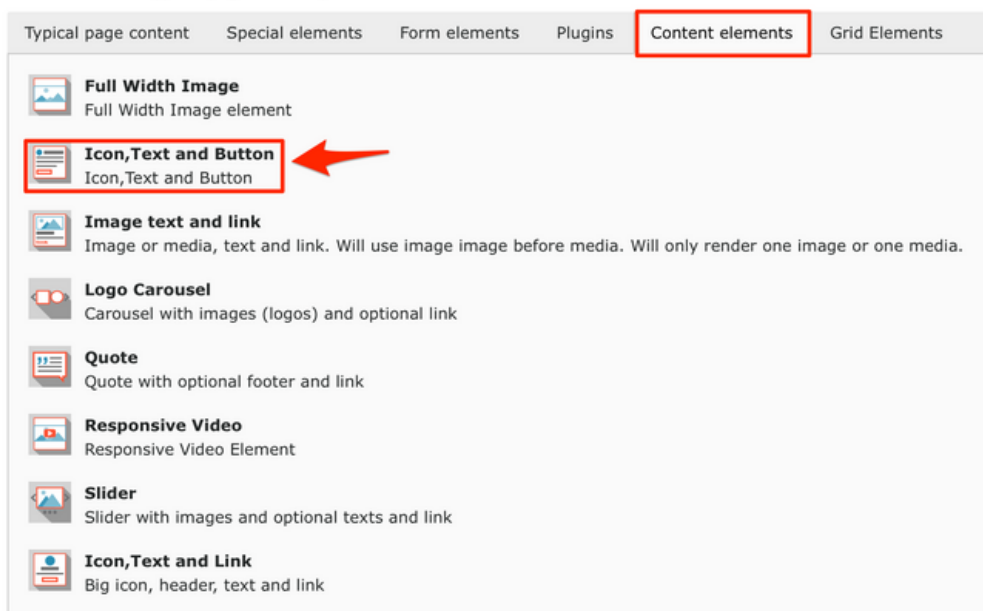 Typical page content Special elements Form elements Plugins Content elements Grid Elements
Full Width Image
Full Width Image element
Icon,Text and Button
Icon,Text and Button
Image text and link
Image or media, text and link. Will use image image before media. Will only render one image or one media.
Logo Carousel
Carousel with images (logos) and optional link
Quote
Quote with optional footer and link
Responsive Video
Responsive Video Element
Slider
Slider with images and optional texts and link
Icon,Text and Link
Big icon, header, text and link